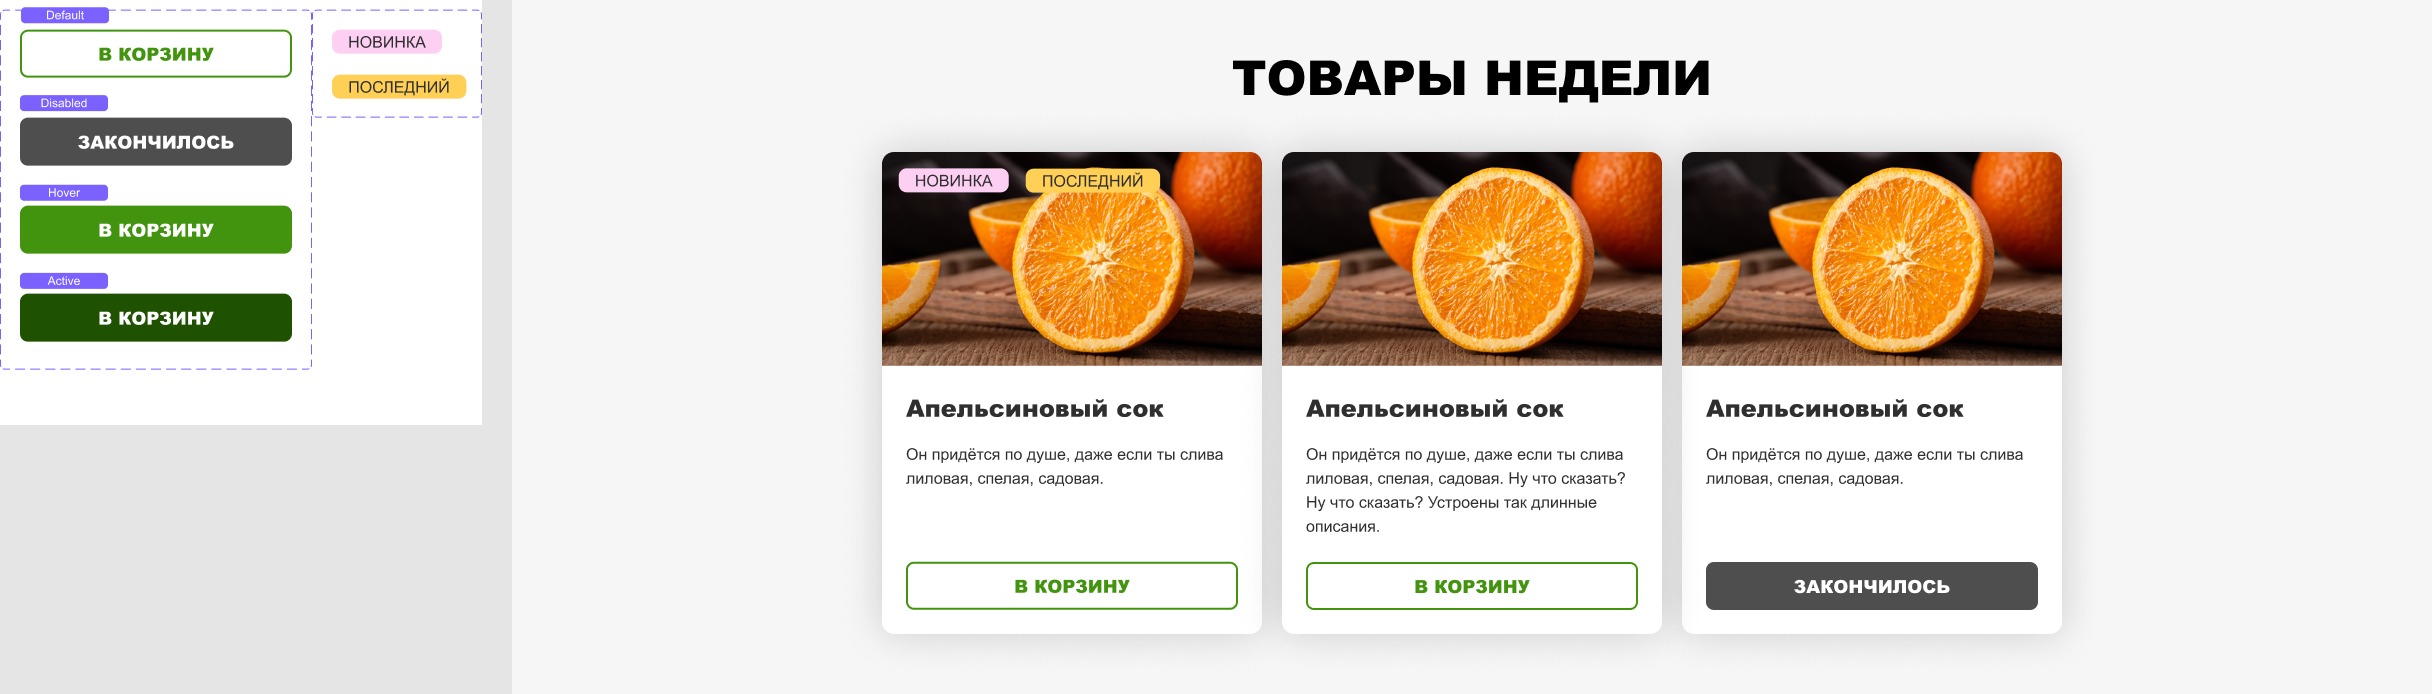 Default
В КОРЗИНУ
Disabled
ЗАКОНЧИЛОСЬ
Hover
В КОРЗИНУ
Active
В КОРЗИНУ
НОВИНКА
ПОСЛЕДНИЙ
ТОВАРЫ НЕДЕЛИ
НОВИНКА
ПОСЛЕДНИЙ
Апельсиновый сок
Он придётся по душе, даже если ты слива
лиловая, спелая, садовая.
В КОРЗИНУ
Апельсиновый сок
Он придётся по душе, даже если ты слива
лиловая, спелая, садовая. Ну что сказать?
Ну что сказать? Устроены так длинные
описания.
В КОРЗИНУ
Апельсиновый сок
Он придётся по душе, даже если ты слива
лиловая, спелая, садовая.
ЗАКОНЧИЛОСЬ